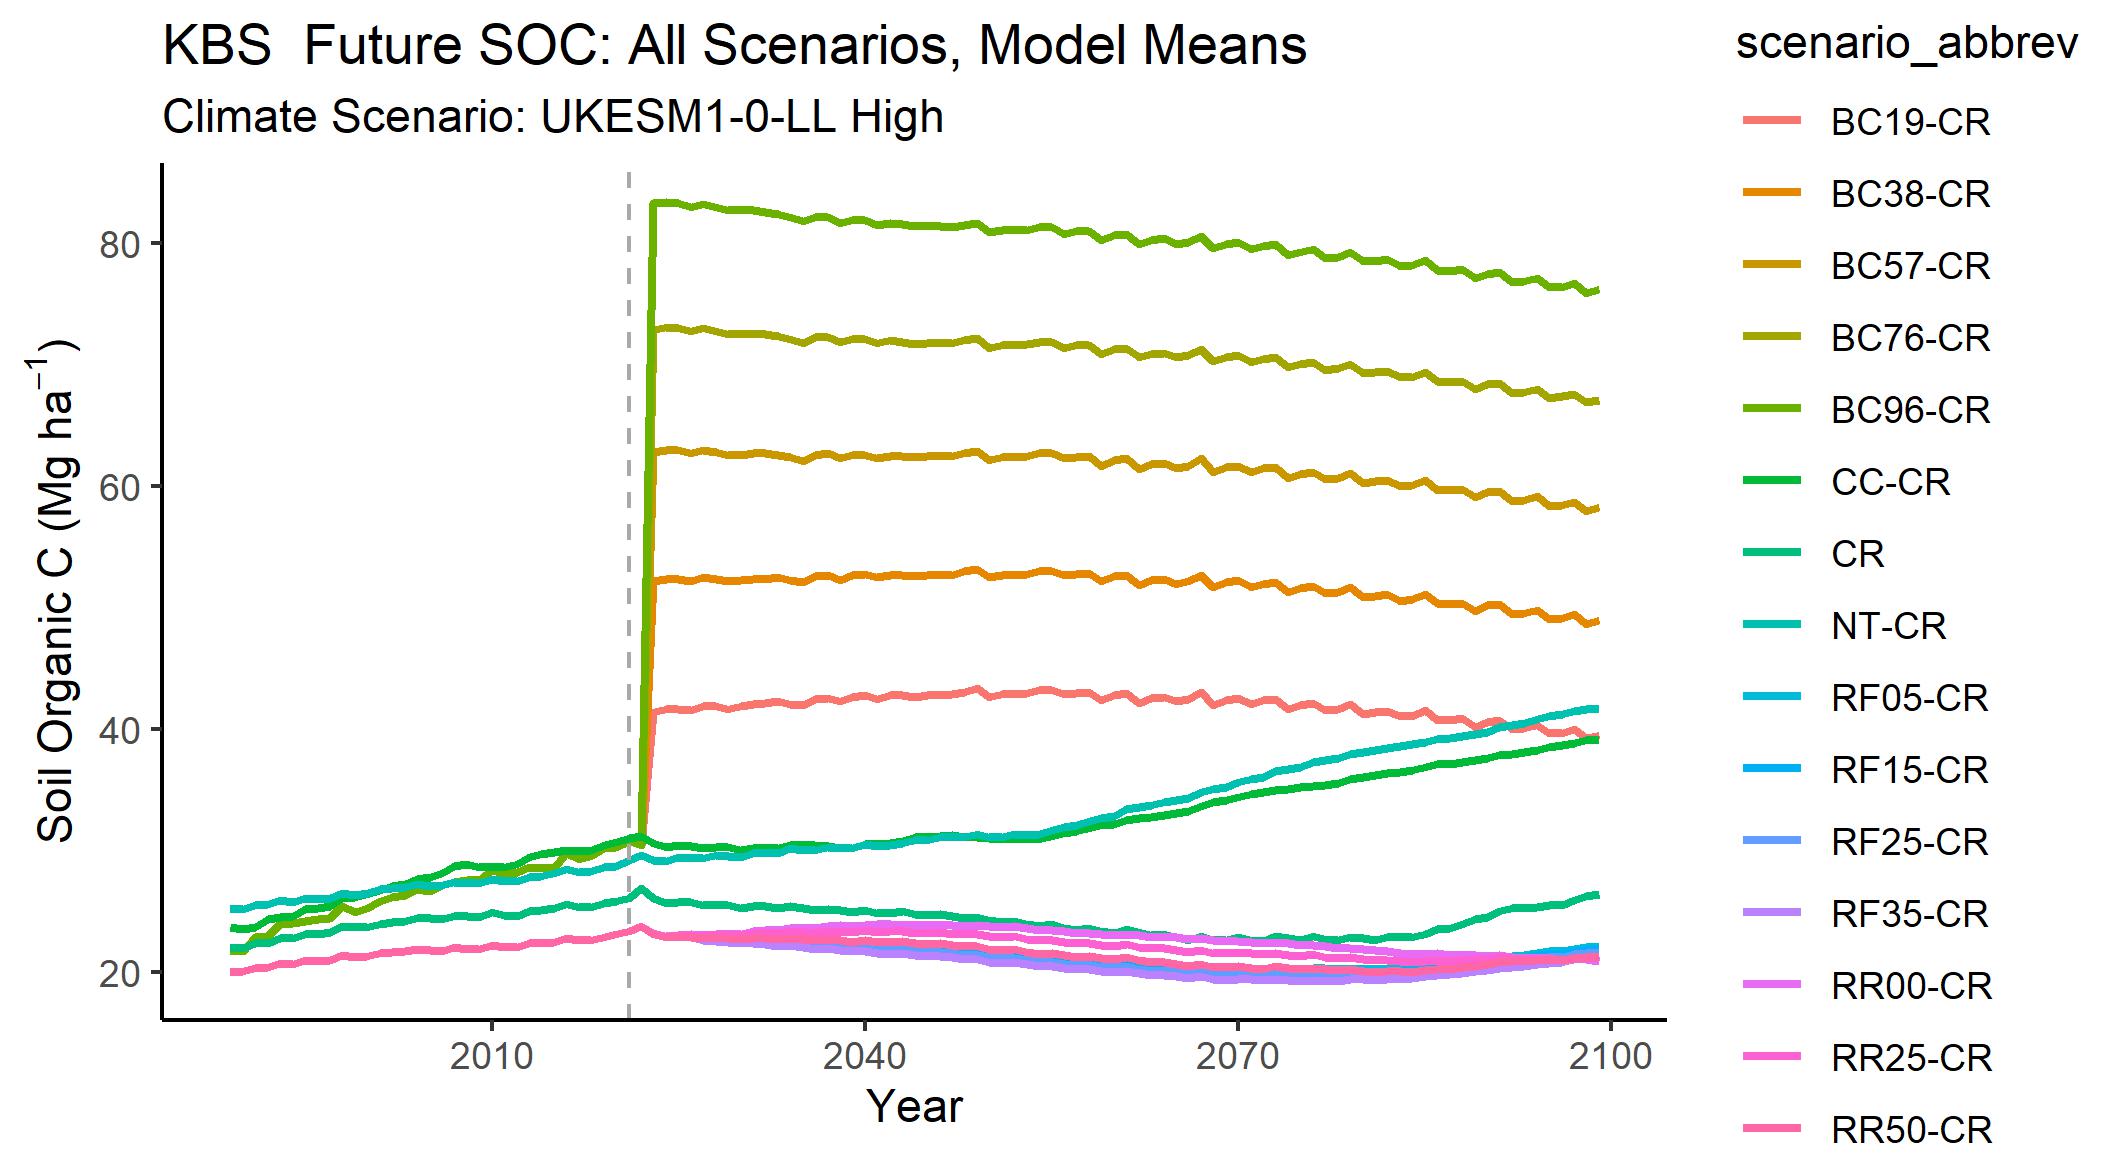 KBS  Future SOC: All Scenarios, Model Means
Climate Scenario: UKESM1-0-LL High
Soil Organic C (Mg ha⁻¹)
80
60
40
20
2010
2040
2070
2100
Year
scenario_abbrev
BC19-CR
BC38-CR
BC57-CR
BC76-CR
BC96-CR
CC-CR
CR
NT-CR
RF05-CR
RF15-CR
RF25-CR
RF35-CR
RR00-CR
RR25-CR
RR50-CR